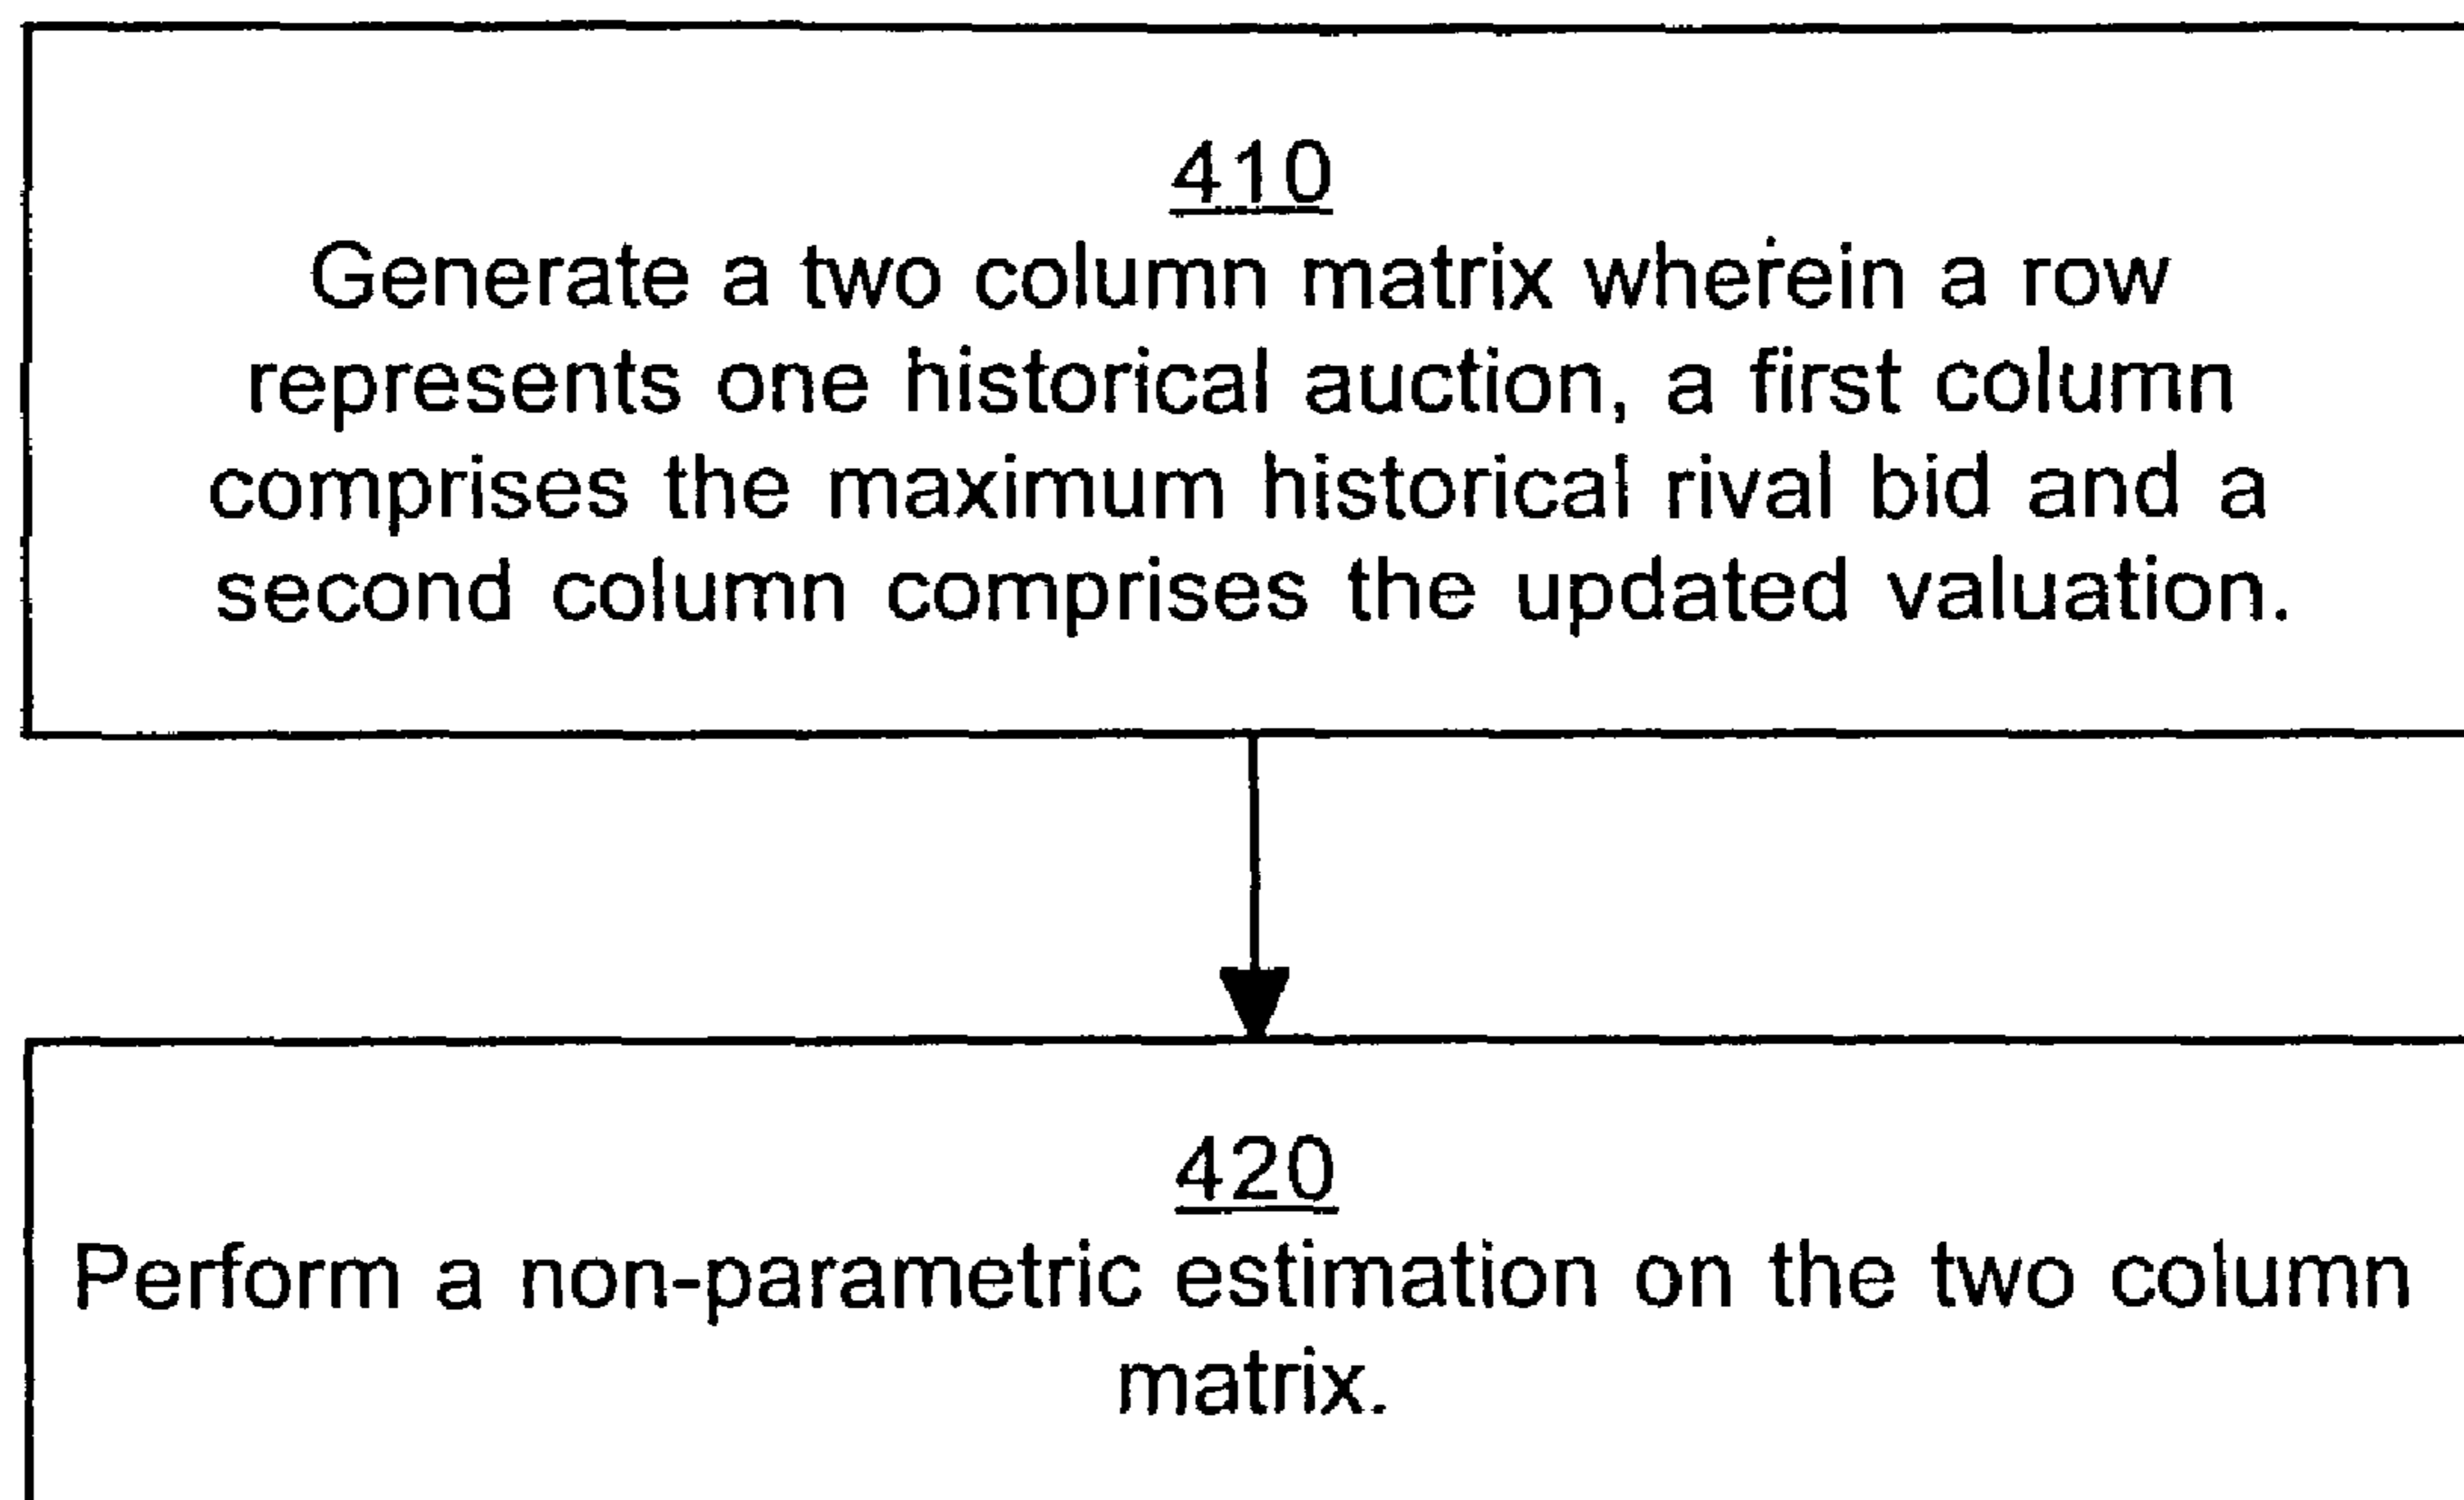 410
Generate a two column matrix wherein a row
represents one historical auction, a first column
comprises the maximum historical rival bid and a
second column comprises the updated valuation.
420
Perform a non-parametric estimation on the two column
matrix.